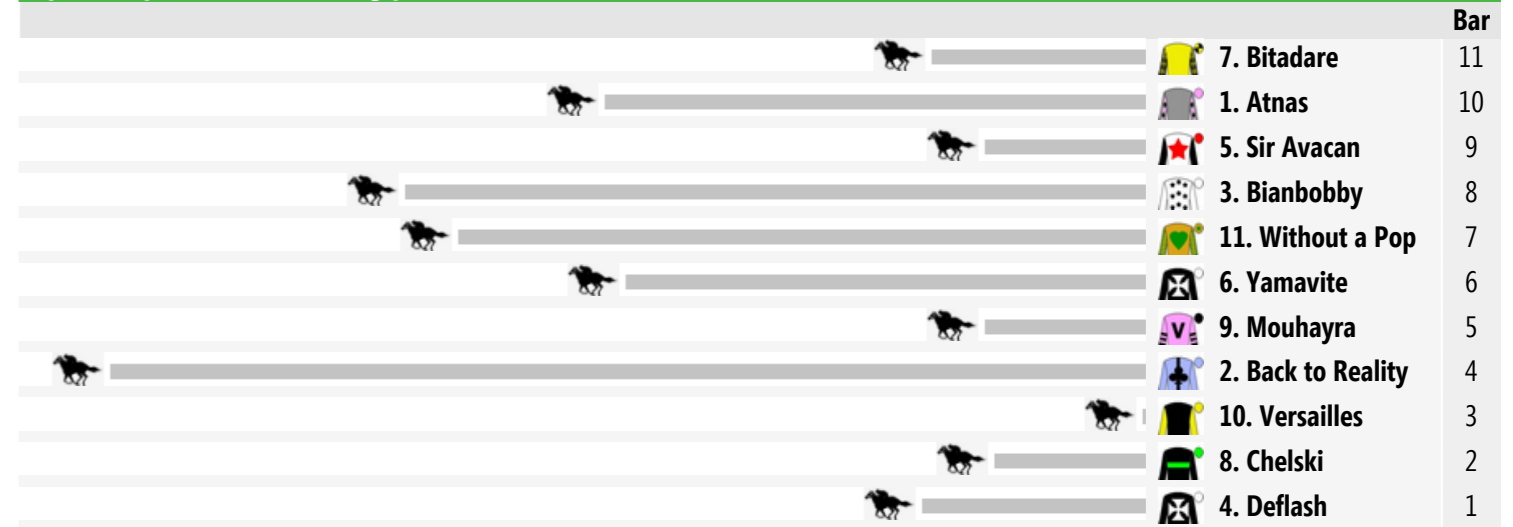 Bar
7. Bitadare 11
1. Atnas 10
5. Sir Avacan 9
3. Bianbobby 8
11. Without a Pop 7
6. Yamavite 6
V 9. Mouhayra 5
2. Back to Reality 4
10. Versailles 3
8. Chelski 2
4. Deflash 1